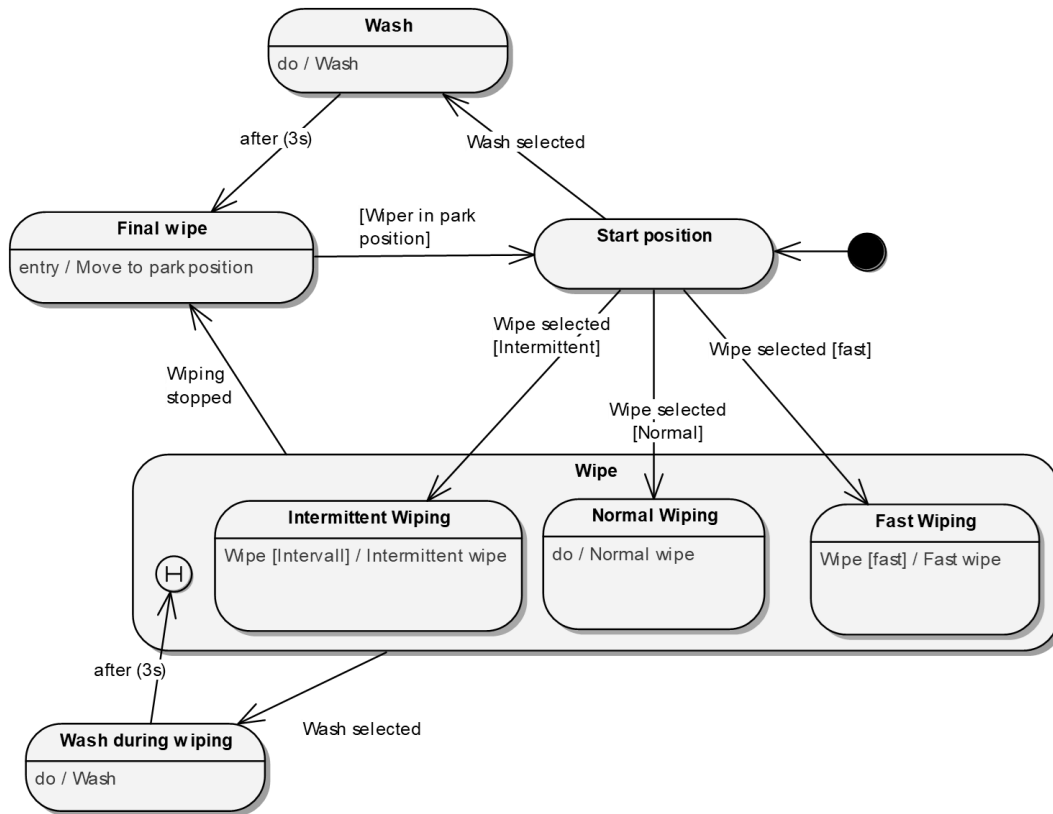 Wash
do / Wash
after (3s)
Wash selected
Final wipe
entry / Move to park position
[Wiper in park
position]
Start position
Wipe selected
[Intermittent]
Wipe selected [fast]
Wiping
stopped
Wipe selected
[Normal]
Wipe
Intermittent Wiping
Wipe [Intervall] / Intermittent wipe
Normal Wiping
do / Normal wipe
Fast Wiping
Wipe [fast] / Fast wipe
H
after (3s)
Wash selected
Wash during wiping
do / Wash